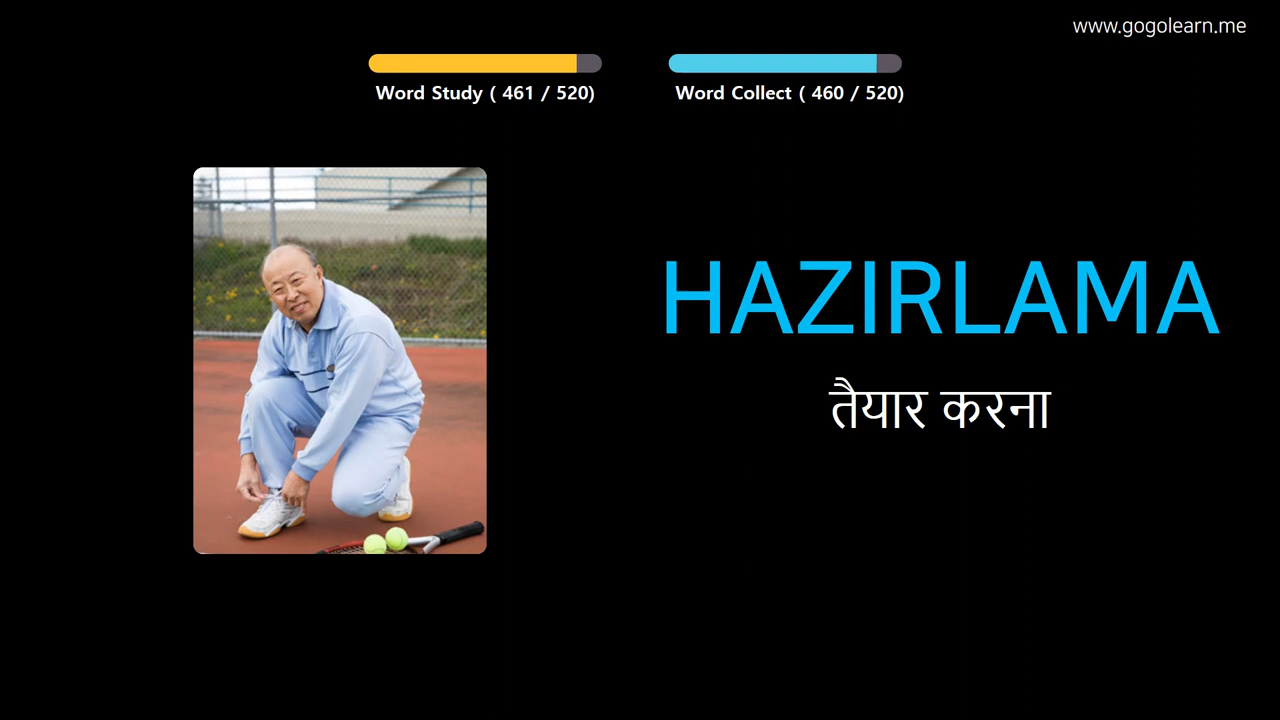 www.gogolearn.me
Word Study ( 461 / 520)
Word Collect ( 460 / 520)
HAZIRLAMA
तैयार करना